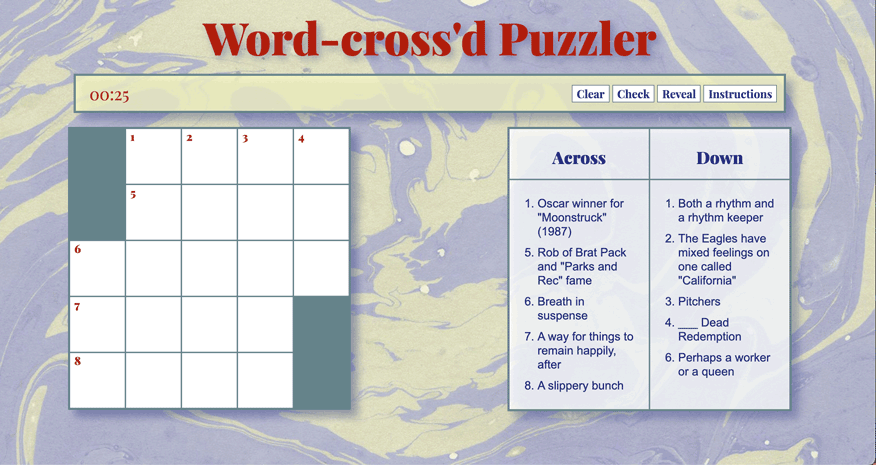 Word-cross'd Puzzler
00:25
Clear Check Reveal Instructions
1 2 3 4
5
6
7
8
Across
1. Oscar winner for
"Moonstruck"
(1987)
5. Rob of Brat Pack
and "Parks and
Rec" fame
6. Breath in
suspense
7. A way for things to
remain happily,
after
8. A slippery bunch
Down
1. Both a rhythm and
a rhythm keeper
2. The Eagles have
mixed feelings on
one called
"California"
3. Pitchers
4. ___ Dead
Redemption
6. Perhaps a worker
or a queen